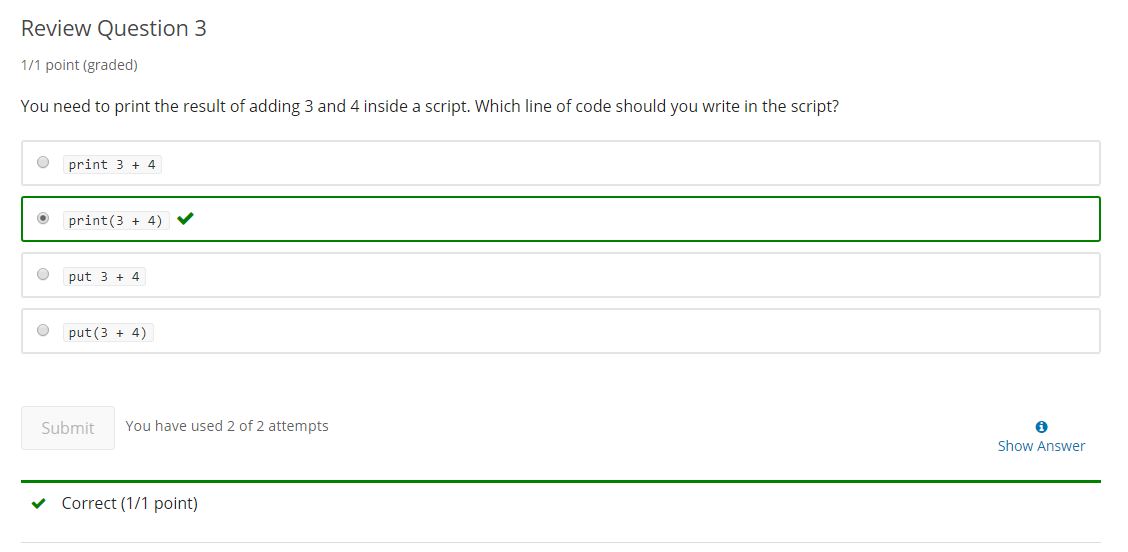 Review Question 3
1/1 point (graded)
You need to print the result of adding 3 and 4 inside a script. Which line of code should you write in the script?
print 3 + 4
print(3 + 4)
put 3 + 4
put(3 + 4)
Submit
You have used 2 of 2 attempts
Show Answer
Correct (1/1 point)